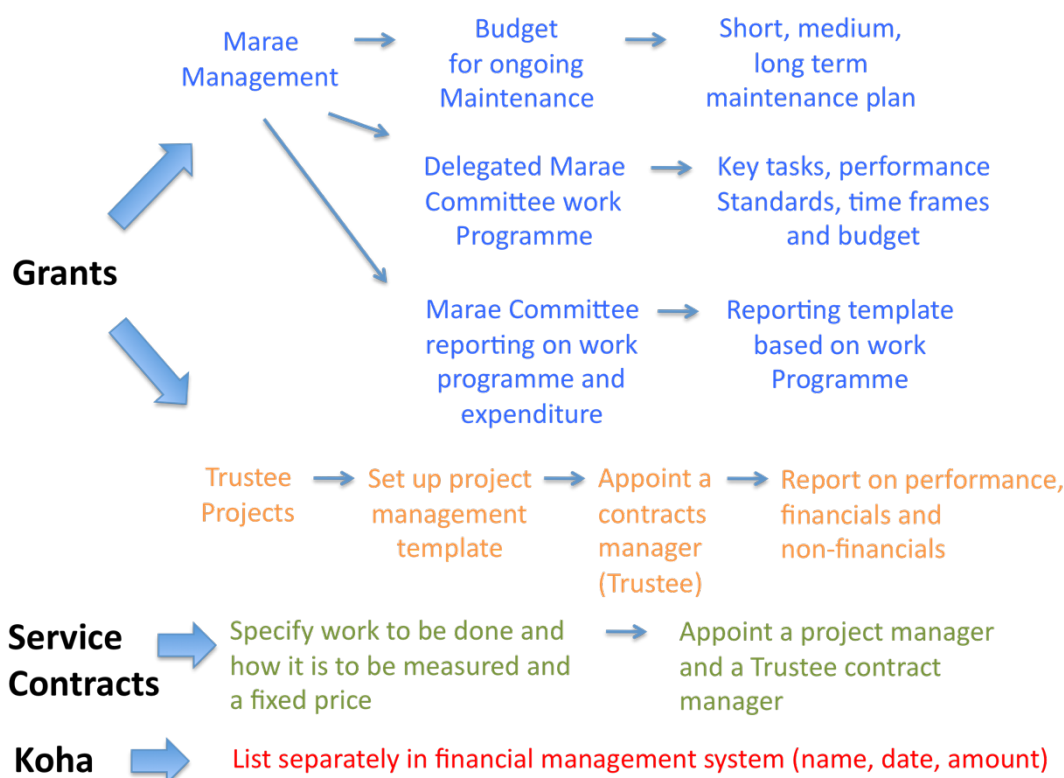 Marae
Management
Budget
for ongoing
Maintenance
Short, medium,
long term
maintenance plan
Delegated Marae
Committee work
Programme
Key tasks, performance
Standards, time frames
and budget
Grants
Marae Committee
reporting on work
programme and
expenditure
Reporting template
based on work
Programme
Trustee
Projects
Set up project
management
template
Appoint a
contracts
manager
(Trustee)
Report on performance,
financials and
non-financials
Service
Contracts
Specify work to be done and
how it is to be measured and
a fixed price
Appoint a project manager
and a Trustee contract
manager
Koha
List separately in financial management system (name, date, amount)